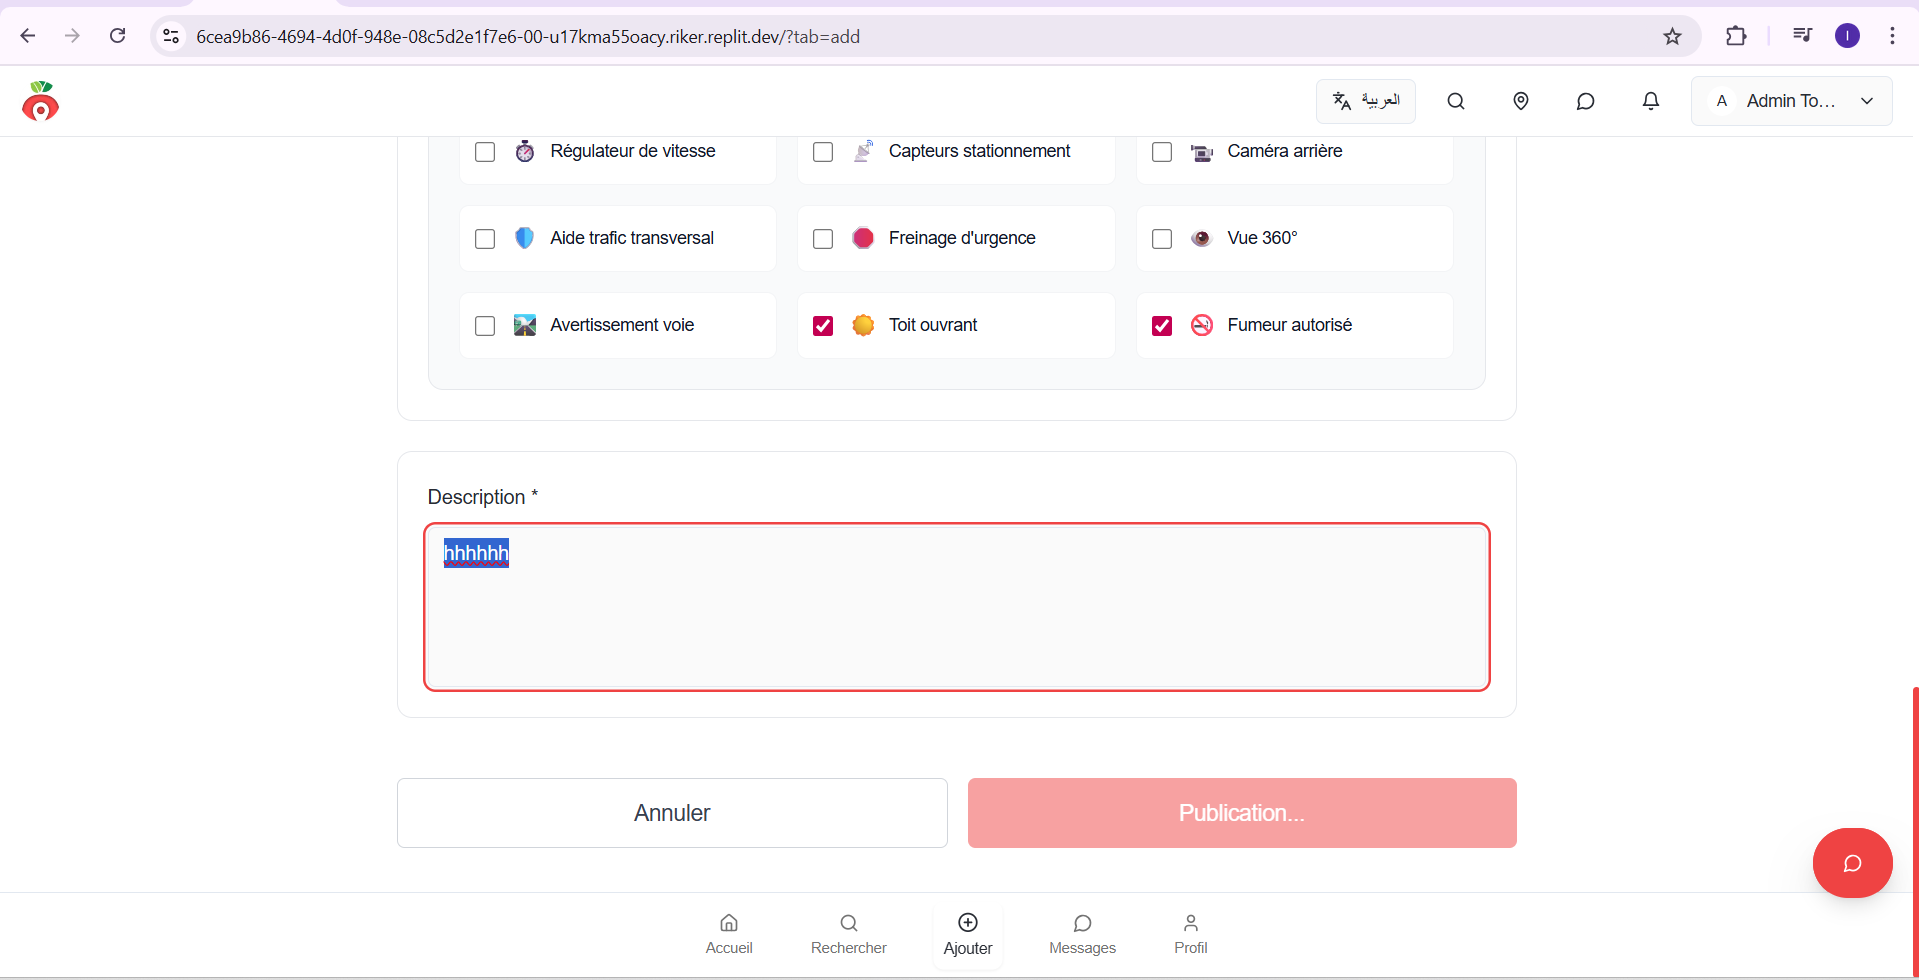 6cea9b86-4694-4d0f-948e-08c5d2e1f7e6-00-u17kma55oacy.riker.replit.dev/?tab=add
I
العربية
A Admin To...
Régulateur de vitesse
Capteurs stationnement
Caméra arrière
Aide trafic transversal
Freinage d'urgence
Vue 360°
Avertissement voie
Toit ouvrant
Fumeur autorisé
Description *
hhhhhh
Annuler
Publication...
Accueil
Rechercher
Ajouter
Messages
Profil